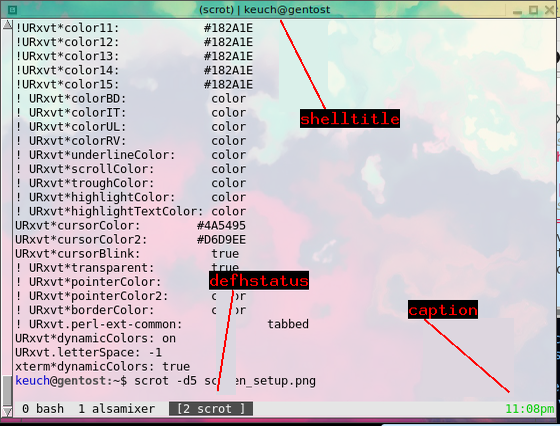 (scrot) | keuch@gentost
!URxvt*color11: #182A1E
!URxvt*color12: #182A1E
!URxvt*color13: #182A1E
!URxvt*color14: #182A1E
!URxvt*color15: #182A1E
! URxvt*colorBD: color
! URxvt*colorIT: color
shelltitle
! URxvt*colorUL: color
! URxvt*colorRV: color
! URxvt*underlineColor: color
! URxvt*scrollColor: color
! URxvt*troughColor: color
! URxvt*highlightColor: color
! URxvt*highlightTextColor: color
URxvt*cursorColor: #4A5495
URxvt*cursorColor2: #D6D9EE
URxvt*cursorBlink: true
! URxvt*transparent: true
! URxvt*pointerColor:
defhstatus
! URxvt*pointerColor2:
! URxvt*borderColor:
caption
! URxvt.perl-ext-common: tabbed
URxvt*dynamicColors: on
URxvt.letterSpace: -1
xterm*dynamicColors: true
keuch@gentost:~$ scrot -d5 screen_setup.png
0 bash 1 alsamixer [2 scrot ] 11:08pm